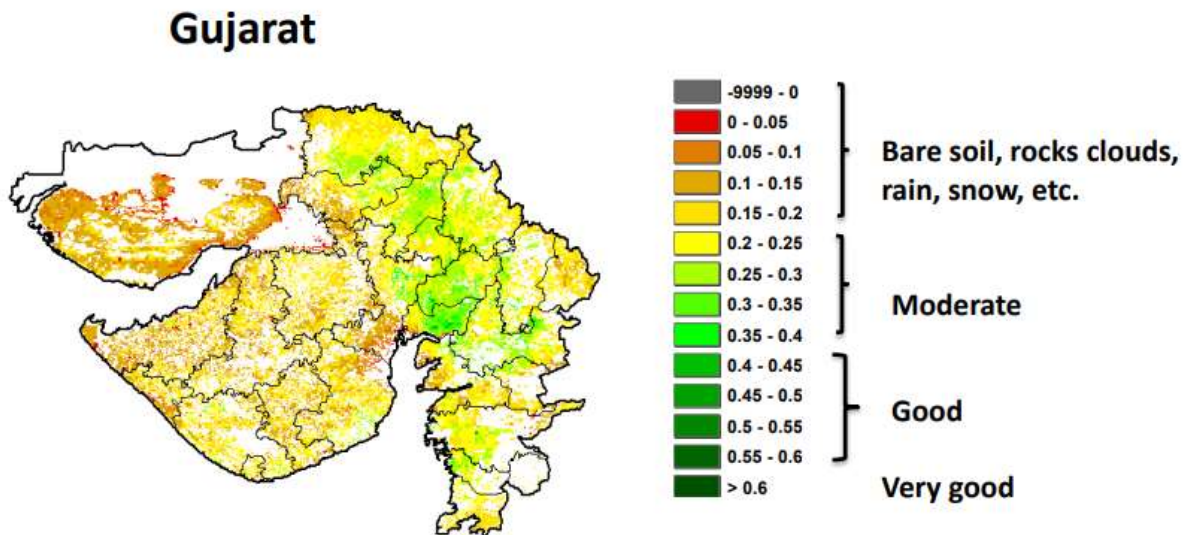 Gujarat
-9999 - 0
0 - 0.05
0.05 - 0.1
0.1 - 0.15
0.15 - 0.2
0.2 - 0.25
0.25 - 0.3
0.3 - 0.35
0.35 - 0.4
0.4 - 0.45
0.45 - 0.5
0.5 - 0.55
0.55 - 0.6
> 0.6
Bare soil, rocks clouds,
rain, snow, etc.
Moderate
Good
Very good